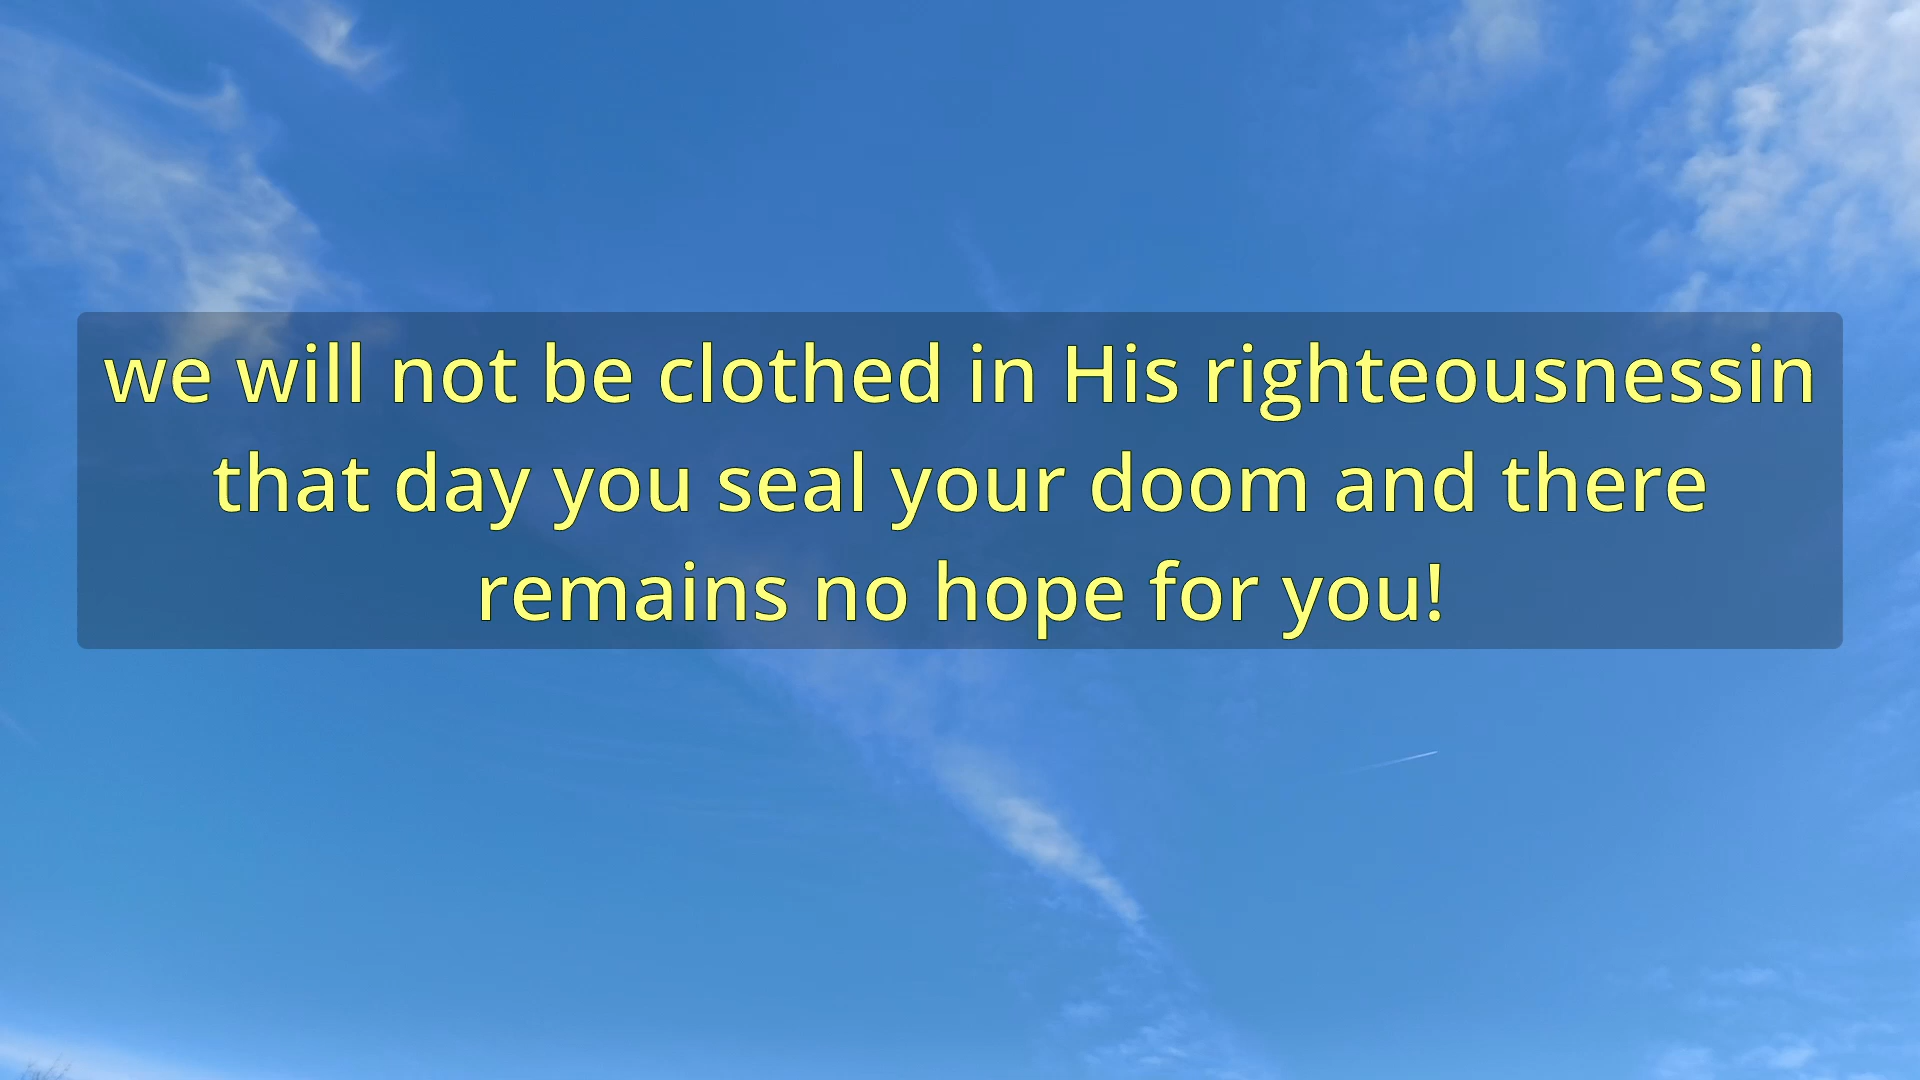 we will not be clothed in His righteousnessin
that day you seal your doom and there
remains no hope for you!